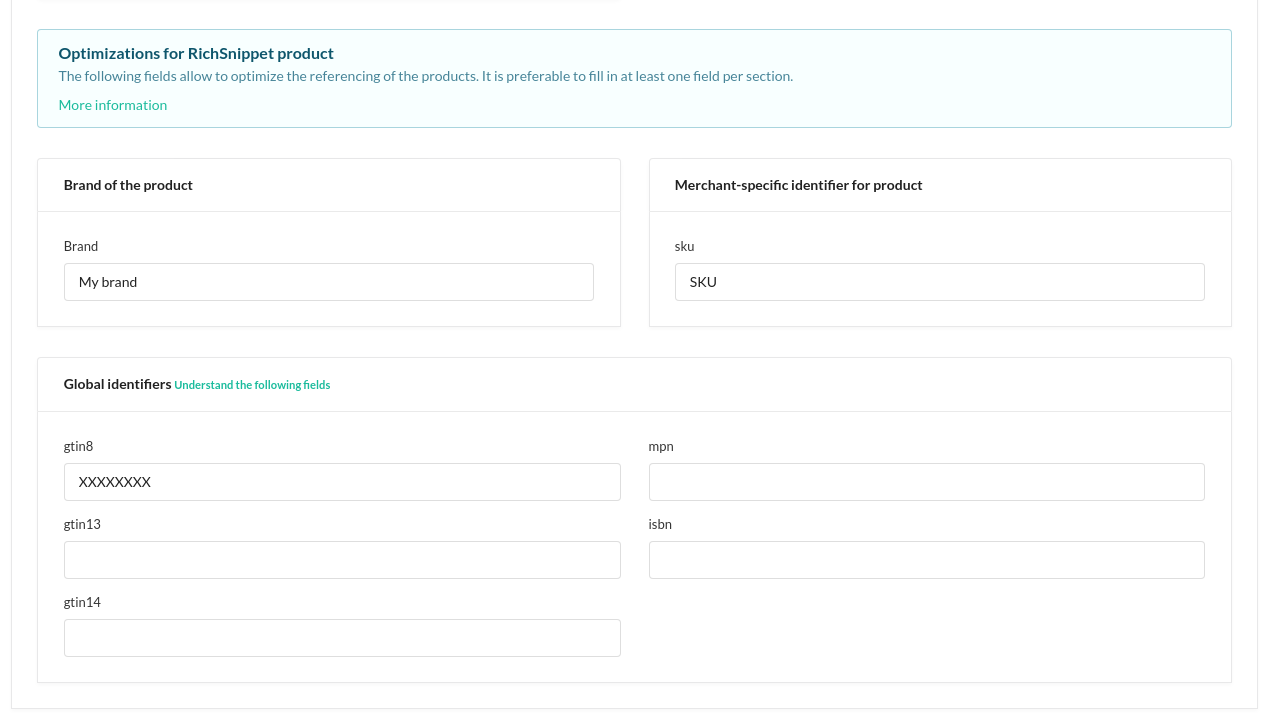 Optimizations for RichSnippet product
The following fields allow to optimize the referencing of the products. It is preferable to fill in at least one field per section.
More information
Brand of the product
Brand
My brand
Merchant-specific identifier for product
sku
SKU
Global identifiers Understand the following fields
gtin8
XXXXXXXX
mpn
gtin13
isbn
gtin14